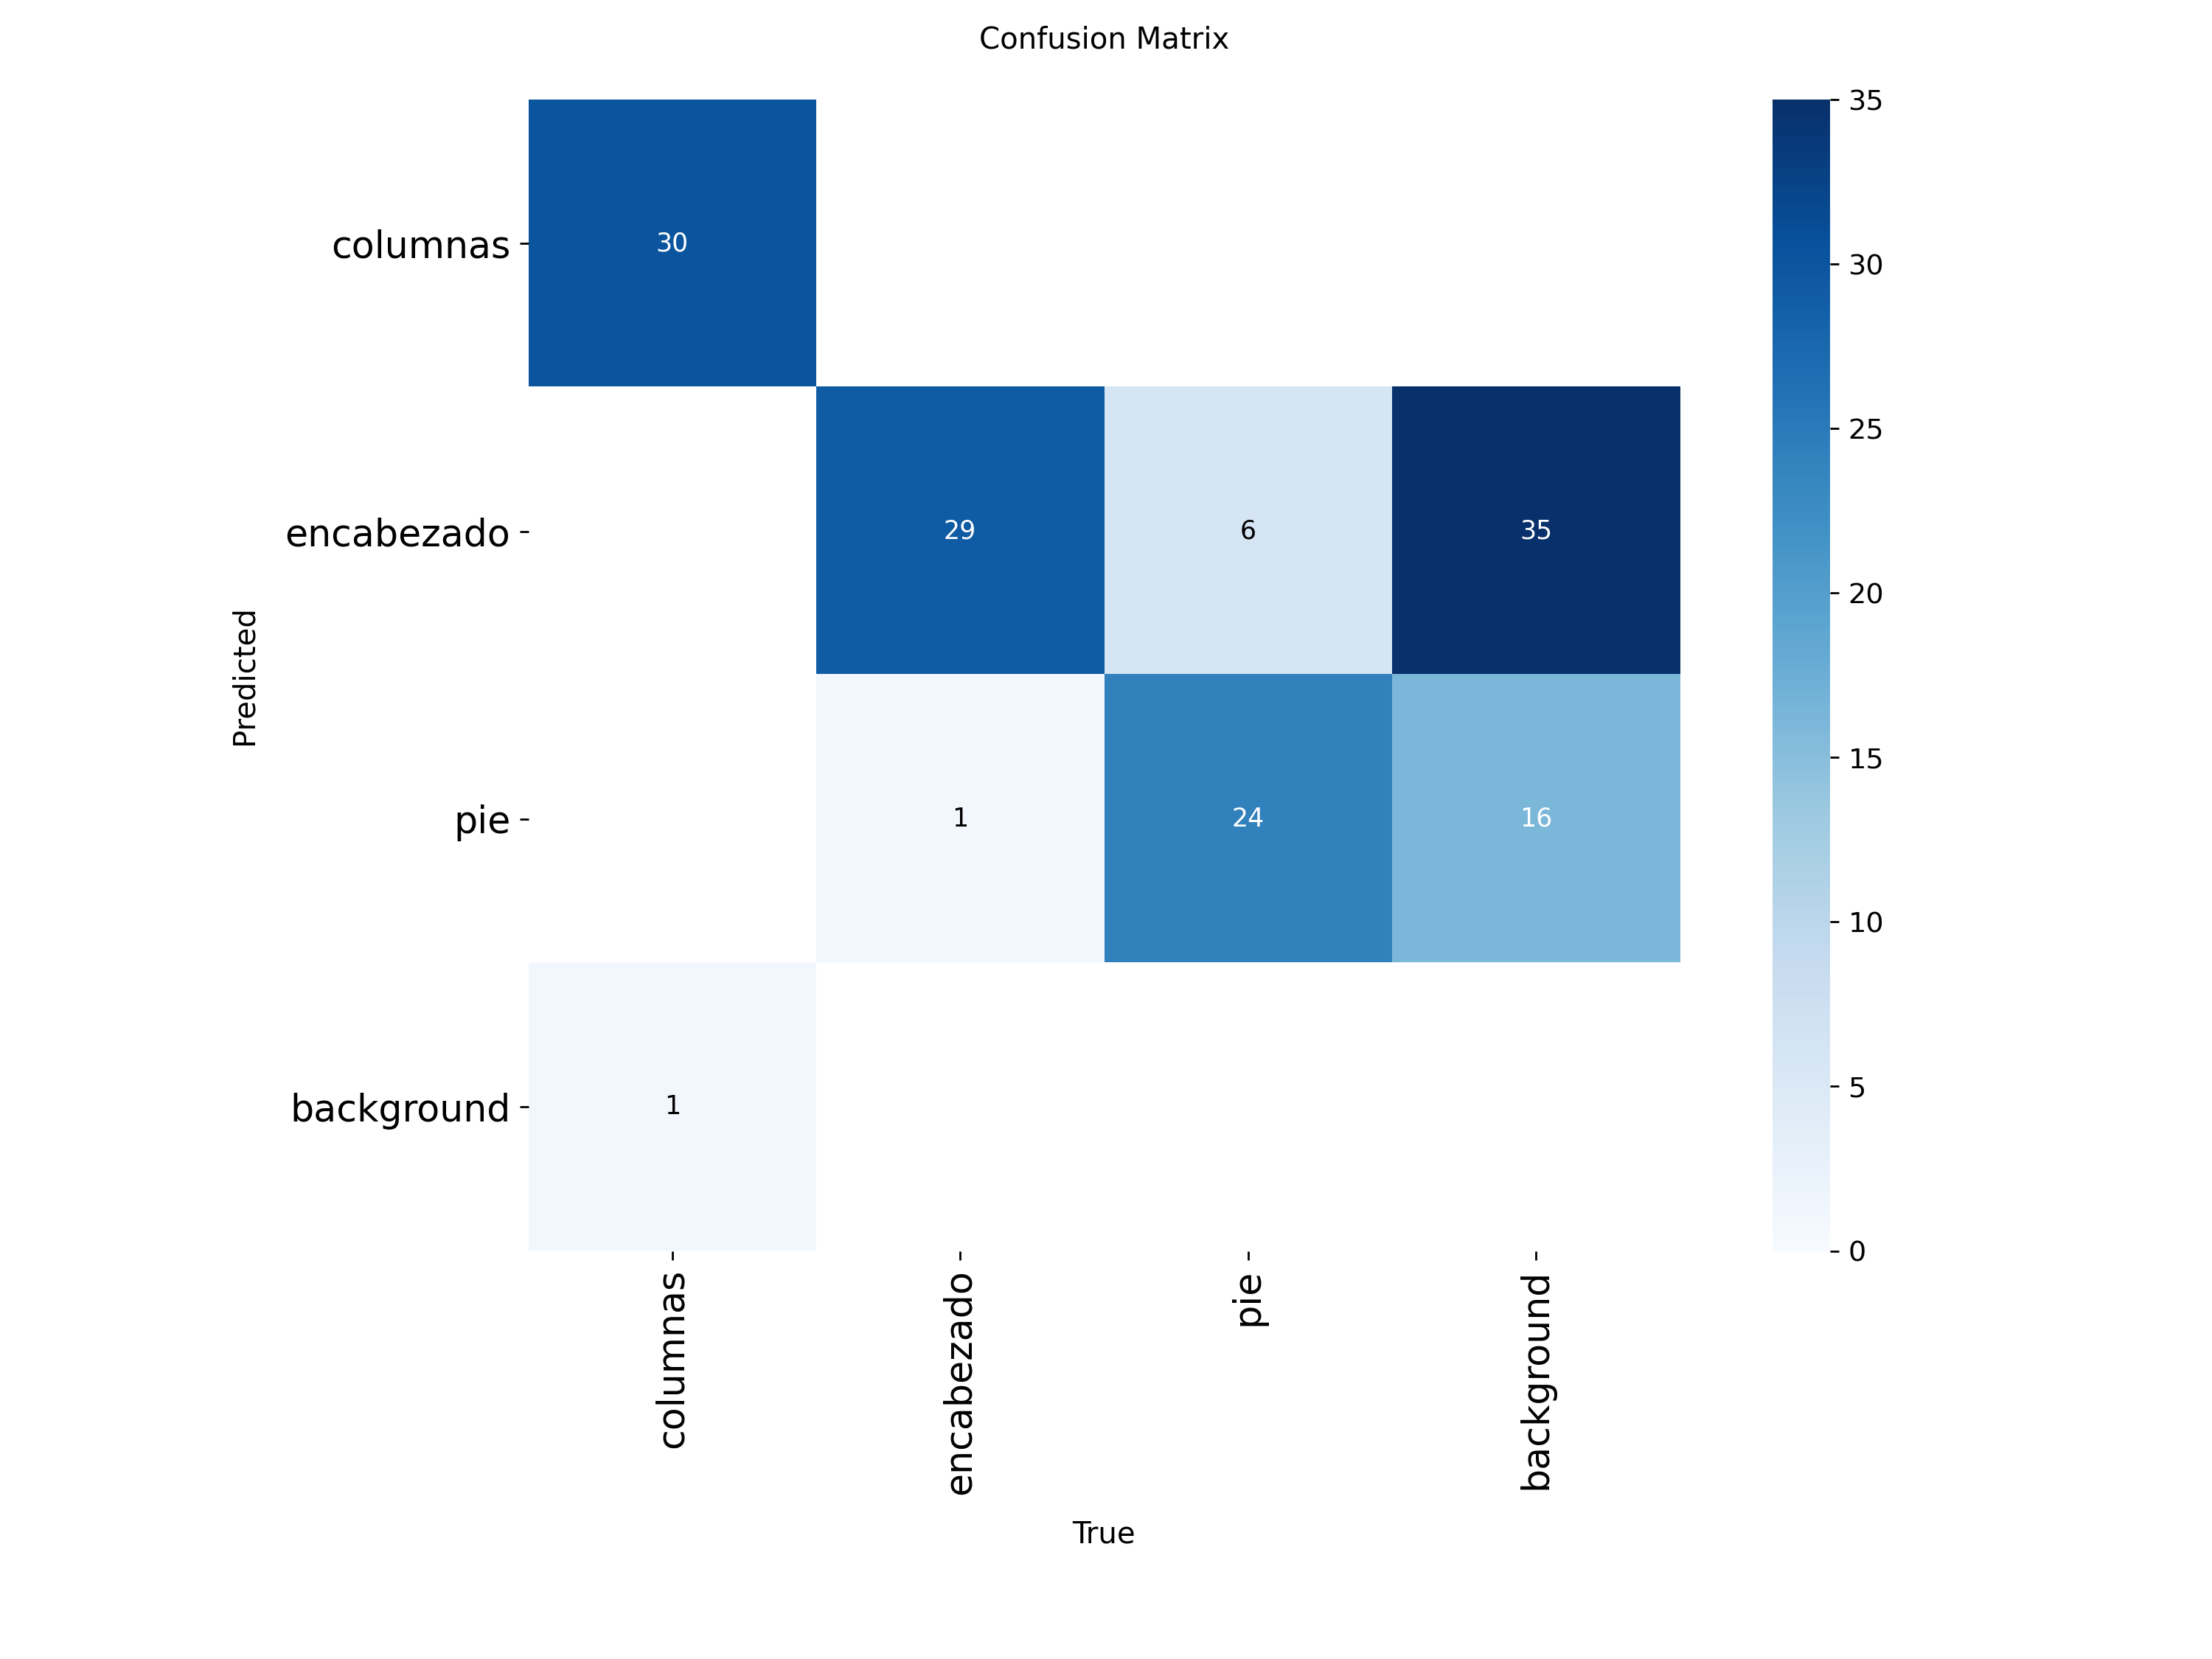 Confusion Matrix
columnas
encabezado
pie
background
Predicted
30
29 6 35
1 24 16
1
columnas
encabezado
pie
background
True
35
30
25
20
15
10
5
0